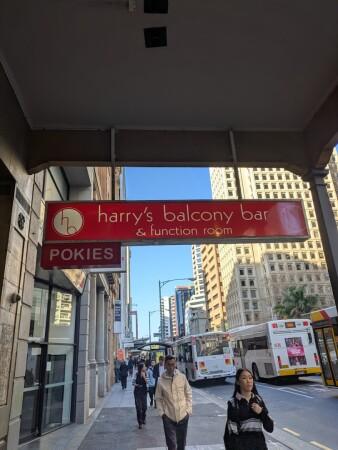 hb
harry's balcony bar
& function room
POKIES